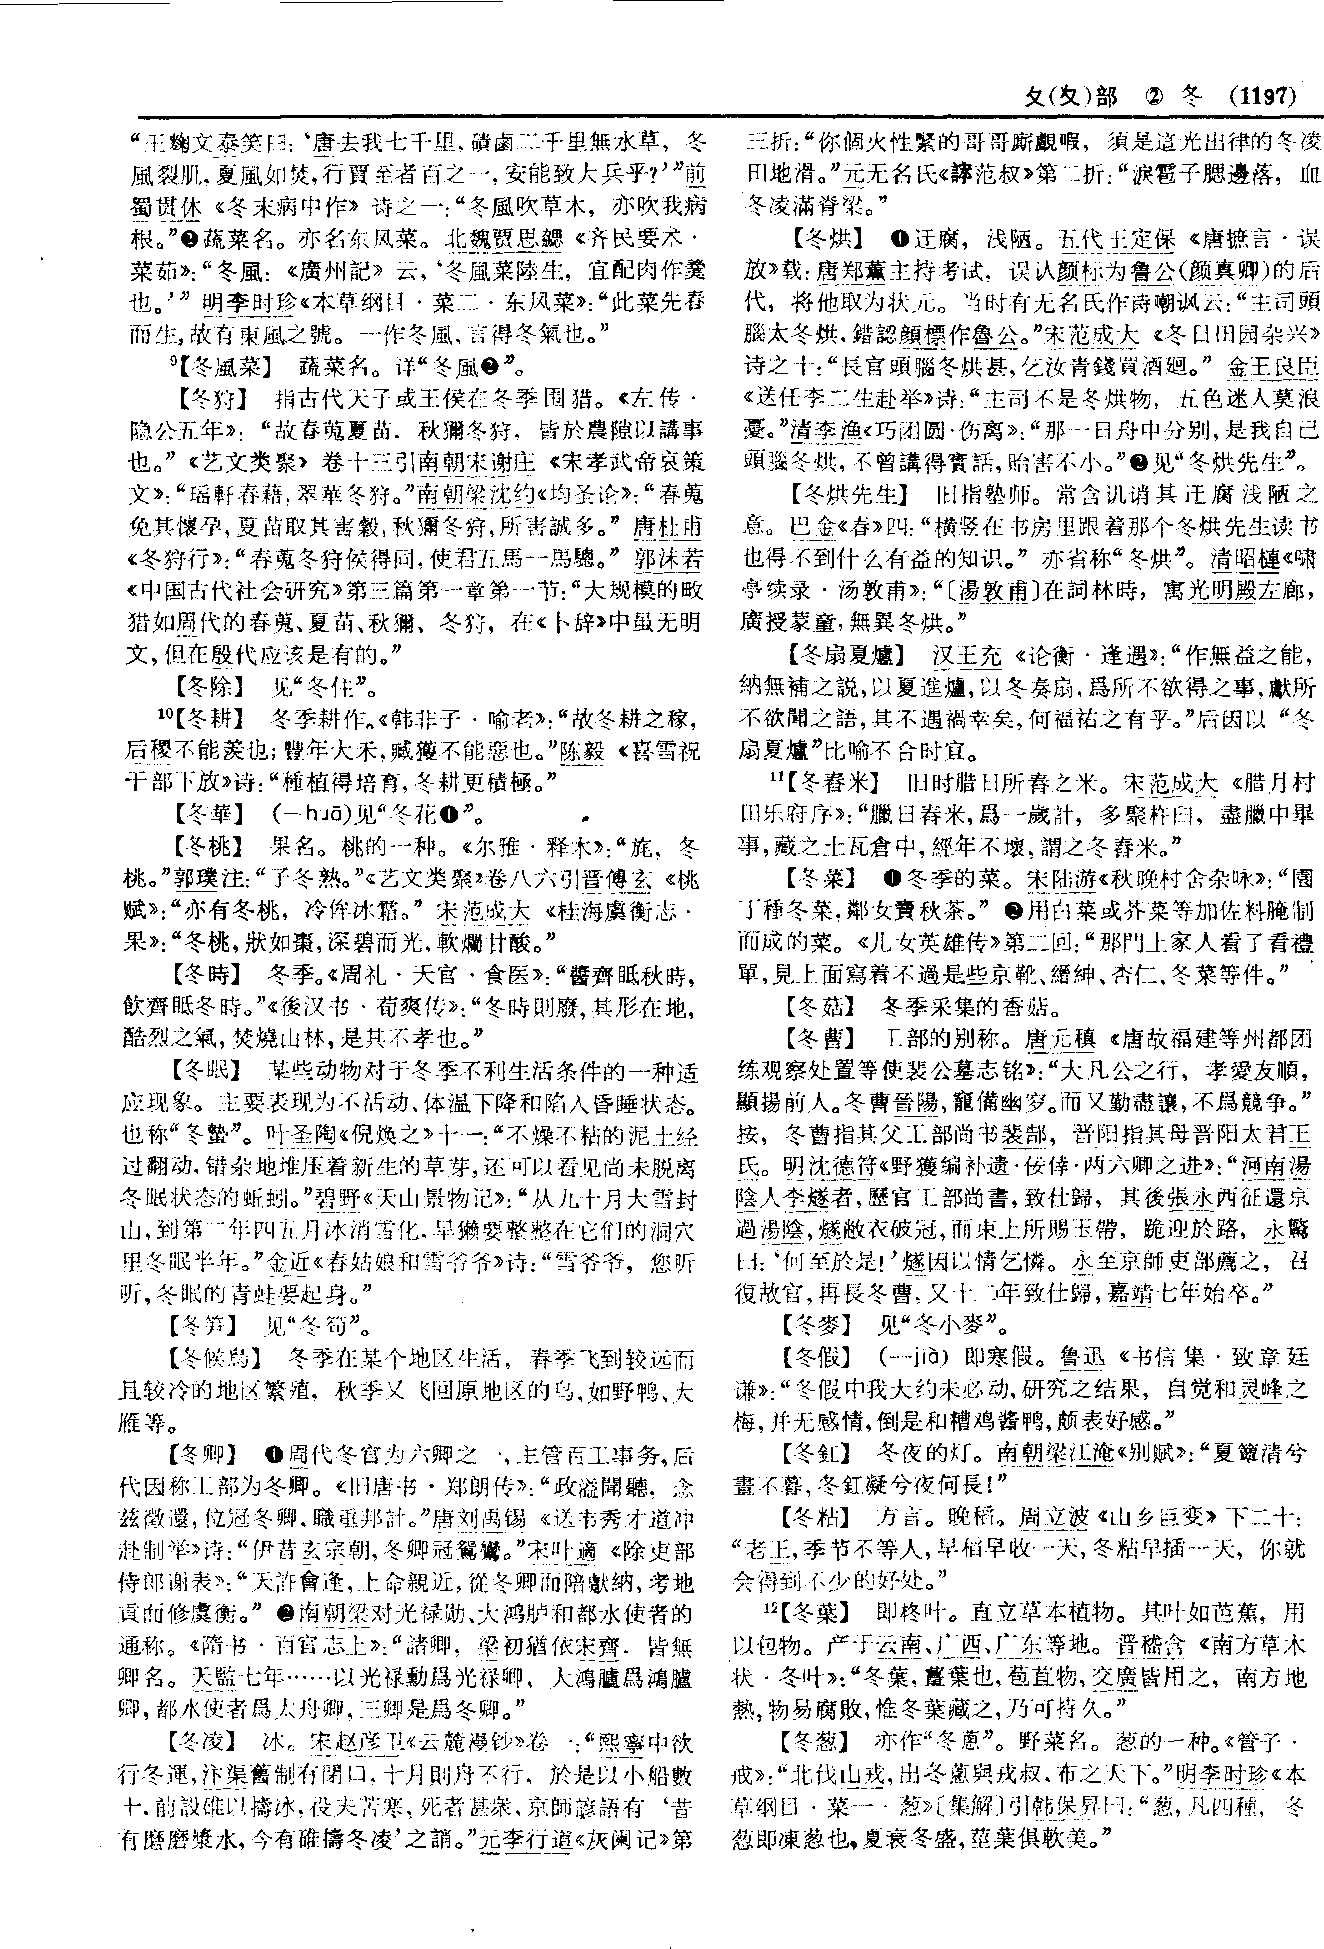 夂(夊)部 ② 冬 (1197)
“王麴文泰笑曰：‘唐去我七千里，磧鹵二千里無水草，冬
風裂肌，夏風如焚，行賈至者百之一，安能致大兵乎？’”前
蜀贯休《冬末病中作》诗之一：“冬風吹草木，亦吹我病
根。”❷蔬菜名。亦名东风菜。北魏贾思勰《齐民要术·
菜茹》：“冬風：《廣州記》云，‘冬風菜陸生，宜配肉作羹
也。’”明李时珍《本草纲目·菜二·东风菜》：“此菜先春
而生，故有東風之號。一作冬風，言得冬氣也。”
⁹【冬風菜】 蔬菜名。详“冬風❷”。
【冬狩】 指古代天子或王侯在冬季围猎。《左传·
隐公五年》：“故春蒐夏苗，秋獮冬狩，皆於農隙以講事
也。”《艺文类聚》卷十三引南朝宋谢庄《宋孝武帝哀策
文》：“瑶軒春藉，翠華冬狩。”南朝梁沈约《均圣论》：“春蒐
免其懷孕，夏苗取其害穀，秋獮冬狩，所害誠多。”唐杜甫
《冬狩行》：“春蒐冬狩侯得同，使君五馬一馬驄。”郭沫若
《中国古代社会研究》第三篇第一章第一节：“大规模的畋
猎如周代的春蒐、夏苗、秋獮、冬狩，在《卜辞》中虽无明
文，但在殷代应该是有的。”
【冬除】 见“冬住”。
¹⁰【冬耕】 冬季耕作。《韩非子·喻老》：“故冬耕之稼，
后稷不能羡也；豐年大禾，臧獲不能惡也。”陈毅《喜雪祝
干部下放》诗：“種植得培育，冬耕更積極。”
【冬華】 (—huā)见“冬花❶”。
【冬桃】 果名。桃的一种。《尔雅·释木》：“旄，冬
桃。”郭璞注：“子冬熟。”《艺文类聚》卷八六引晋傅玄《桃
赋》：“亦有冬桃，冷侔冰霜。”宋范成大《桂海虞衡志·
果》：“冬桃，狀如棗，深碧而光，軟爛甘酸。”
【冬時】 冬季。《周礼·天官·食医》：“醬齊眡秋時，
飲齊眡冬時。”《後汉书·荀爽传》：“冬時則廢，其形在地，
酷烈之氣，焚燒山林，是其不孝也。”
【冬眠】 某些动物对于冬季不利生活条件的一种适
应现象。主要表现为不活动、体温下降和陷入昏睡状态。
也称“冬蛰”。叶圣陶《倪焕之》十一：“不燥不粘的泥土经
过翻动，错杂地堆压着新生的草芽，还可以看见尚未脱离
冬眠状态的蚯蚓。”碧野《天山景物记》：“从九十月大雪封
山，到第二年四五月冰消雪化，旱獭要整整在它们的洞穴
里冬眠半年。”金近《春姑娘和雪爷爷》诗：“雪爷爷，您听
听，冬眠的青蛙要起身。”
【冬笋】 见“冬筍”。
【冬候鳥】 冬季在某个地区生活，春季飞到较远而
且较冷的地区繁殖，秋季又飞回原地区的鸟，如野鸭、大
雁等。
【冬卿】 ❶周代冬官为六卿之一，主管百工事务，后
代因称工部为冬卿。《旧唐书·郑朗传》：“政溢聞聽，念
兹徵還，位冠冬卿，職重邦計。”唐刘禹锡《送韦秀才道冲
赴制举》诗：“伊昔玄宗朝，冬卿冠鴛鷺。”宋叶適《除吏部
侍郎谢表》：“天許會逢，上命親近，從冬卿而陪獻納，考地
貢而修虞衡。”❷南朝梁对光禄勋、大鸿胪和都水使者的
通称。《隋书·百官志上》：“諸卿，梁初猶依宋齊，皆無
卿名。天監七年……以光禄勳爲光禄卿，大鴻臚爲鴻臚
卿，都水使者爲太舟卿，三卿是爲冬卿。”
【冬凌】 冰。宋赵彦卫《云麓漫钞》卷一：“熙寧中欲
行冬運，汴渠舊制有閉口，十月則舟不行，於是以小船數
十，前設碓以擣冰，役夫苦寒，死者甚衆，京師諺語有‘昔
有磨磨漿水，今有碓擣冬凌’之誚。”元李行道《灰阑记》第
三折：“你個火性緊的哥哥廝覷暇，須是這光出律的冬凌
田地滑。”元无名氏《谇范叔》第二折：“淚雹子腮邊落，血
冬凌滿脊梁。”
【冬烘】 ❶迂腐，浅陋。五代王定保《唐摭言·误
放》载：唐郑薰主持考试，误认颜标为鲁公(颜真卿)的后
代，将他取为状元。当时有无名氏作诗嘲讽云：“主司頭
腦太冬烘，錯認顔標作魯公。”宋范成大《冬日田园杂兴》
诗之十：“長官頭腦冬烘甚，乞汝青錢買酒廻。”金王良臣
《送任李二生赴举》诗：“主司不是冬烘物，五色迷人莫浪
憂。”清李渔《巧团圆·伤离》：“那一日舟中分别，是我自己
頭腦冬烘，不曾講得實話，貽害不小。”❷见“冬烘先生”。
【冬烘先生】 旧指塾师。常含讥诮其迂腐浅陋之
意。巴金《春》四：“横竖在书房里跟着那个冬烘先生读书
也得不到什么有益的知识。”亦省称“冬烘”。清昭槤《啸
亭续录·汤敦甫》：“〔湯敦甫〕在詞林時，寓光明殿左廊，
廣授蒙童，無異冬烘。”
【冬扇夏爐】 汉王充《论衡·逢遇》：“作無益之能，
纳無補之説，以夏進爐，以冬奏扇，爲所不欲得之事，獻所
不欲聞之語，其不遇禍幸矣，何福祐之有乎。”后因以“冬
扇夏爐”比喻不合时宜。
¹¹【冬舂米】 旧时腊日所舂之米。宋范成大《腊月村
田乐府序》：“臘日舂米，爲一歲計，多聚杵臼，盡臘中畢
事，藏之土瓦倉中，經年不壞，謂之冬舂米。”
【冬菜】 ❶冬季的菜。宋陆游《秋晚村舍杂咏》：“園
丁種冬菜，鄰女賣秋茶。”❷用白菜或芥菜等加佐料腌制
而成的菜。《儿女英雄传》第二回：“那門上家人看了看禮
單，見上面寫着不過是些京靴、縉紳、杏仁、冬菜等件。”
【冬菇】 冬季采集的香菇。
【冬曹】 工部的别称。唐元稹《唐故福建等州都团
练观察处置等使裴公墓志铭》：“大凡公之行，孝愛友順，
顯揚前人。冬曹晉陽，寵備幽穸。而又勤盡讓，不爲競争。”
按，冬曹指其父工部尚书裴郜，晋阳指其母晋阳太君王
氏。明沈德符《野獲编补遗·佞倖·两六卿之进》：“河南湯
陰人李燧者，歷官工部尚書，致仕歸，其後張永西征還京
過湯陰，燧敝衣破冠，而束上所賜玉帶，跪迎於路，永驚
曰：‘何至於是！’燧因以情乞憐。永至京師吏部薦之，召
復故官，再長冬曹，又十二年致仕歸，嘉靖七年始卒。”
【冬麥】 见“冬小麥”。
【冬假】 (—jià) 即寒假。鲁迅《书信集·致章廷
谦》：“冬假中我大约未必动，研究之结果，自觉和灵峰之
梅，并无感情，倒是和糟鸡酱鸭，颇表好感。”
【冬釭】 冬夜的灯。南朝梁江淹《别赋》：“夏簟清兮
晝不暮，冬釭凝兮夜何長！”
【冬粘】 方言。晚稻。周立波《山乡巨变》下二十：
“老王，季节不等人，早稻早收一天，冬粘早插一天，你就
会得到不少的好处。”
¹²【冬葉】 即柊叶。直立草本植物。其叶如芭蕉，用
以包物。产于云南、广西、广东等地。晋嵇含《南方草木
状·冬叶》：“冬葉，薑葉也，苞苴物，交廣皆用之，南方地
熱，物易腐敗，惟冬葉藏之，乃可持久。”
【冬葱】 亦作“冬蔥”。野菜名。葱的一种。《管子·
戒》：“北伐山戎，出冬蔥與戎叔，布之天下。”明李时珍《本
草纲目·菜一·葱》〔集解〕引韩保昇曰：“葱，凡四種，冬
葱即凍葱也，夏衰冬盛，莖葉俱軟美。”